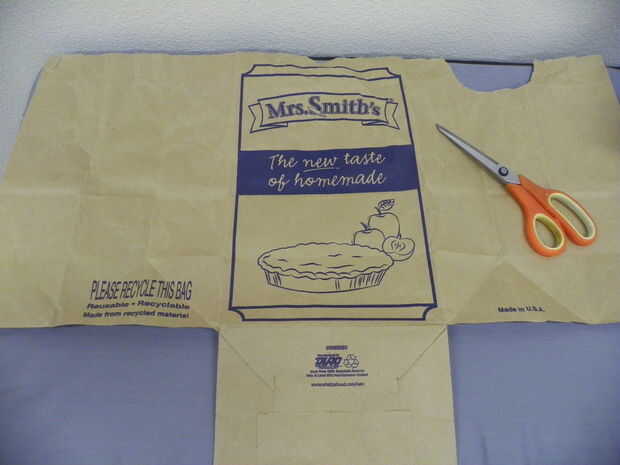 Mrs. Smith's
The new taste
of homemade
PLEASE RECYCLE THIS BAG
Reusable • Recyclable
Made from recycled material
Made in U.S.A.